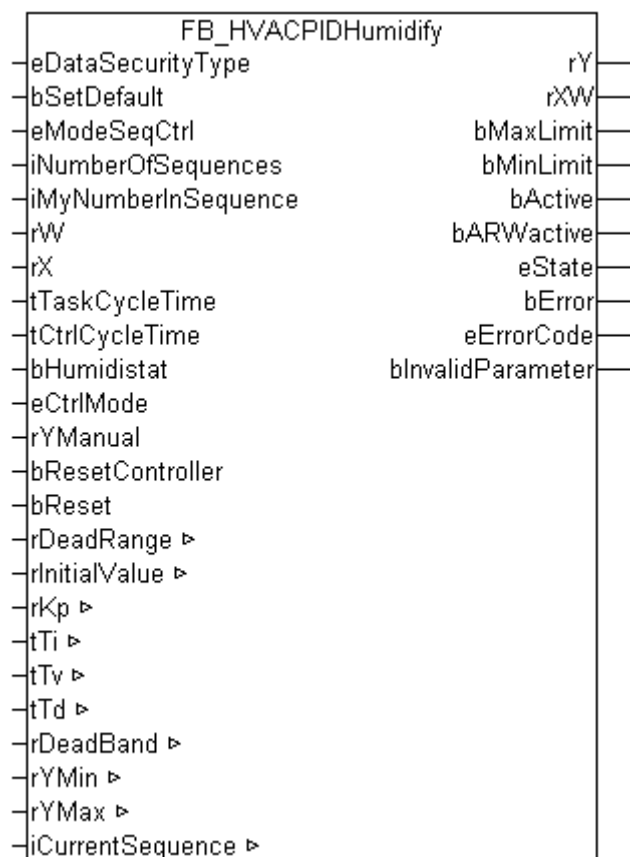 FB_HVACPIDHumidify
eDataSecurityType rY
bSetDefault rXW
eModeSeqCtrl bMaxLimit
iNumberOfSequences bMinLimit
iMyNumberInSequence bActive
rW bARWactive
rX eState
tTaskCycleTime bError
tCtrlCycleTime eErrorCode
bHumidistat bInvalidParameter
eCtrlMode
rYManual
bResetController
bReset
rDeadRange
rInitialValue
rKp
tTi
tTv
tTd
rDeadBand
rYMin
rYMax
iCurrentSequence